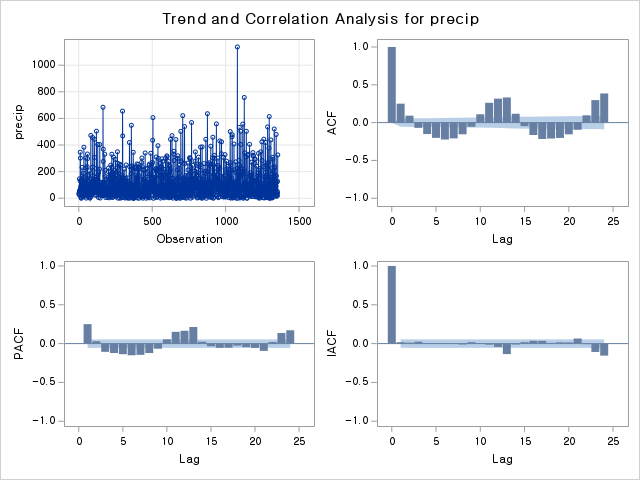 Trend and Correlation Analysis for precip
precip
1000
800
600
400
200
0
0 500 1000 1500
Observation
ACF
1.0
0.5
0.0
-0.5
-1.0
0 5 10 15 20 25
Lag
PACF
1.0
0.5
0.0
-0.5
-1.0
0 5 10 15 20 25
Lag
IACF
1.0
0.5
0.0
-0.5
-1.0
0 5 10 15 20 25
Lag